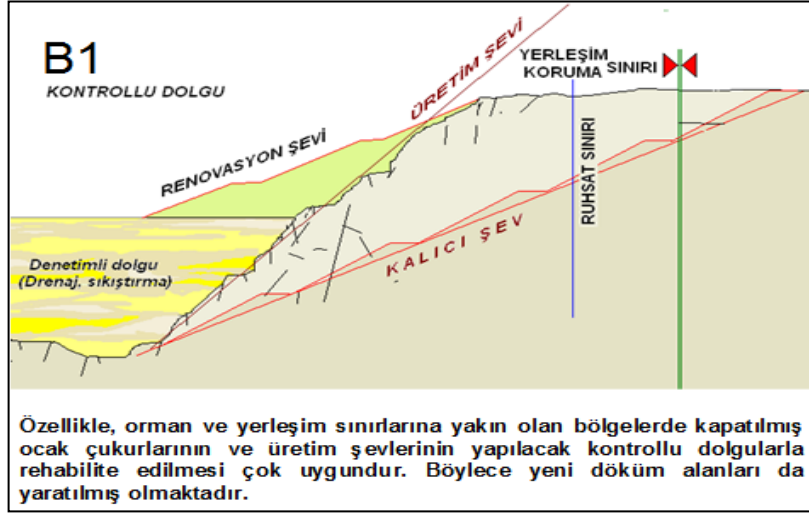 B1
KONTROLLU DOLGU
ÜRETİM ŞEVİ
YERLEŞİM
KORUMA SINIRI
RENOVASYON ŞEVİ
RUHSAT SINIRI
KALICI ŞEV
Denetimli dolgu
(Drenaj, sıkıştırma)
Özellikle, orman ve yerleşim sınırlarına yakın olan bölgelerde kapatılmış
ocak çukurlarının ve üretim şevlerinin yapılacak kontrollu dolgularla
rehabilite edilmesi çok uygundur. Böylece yeni döküm alanları da
yaratılmış olmaktadır.